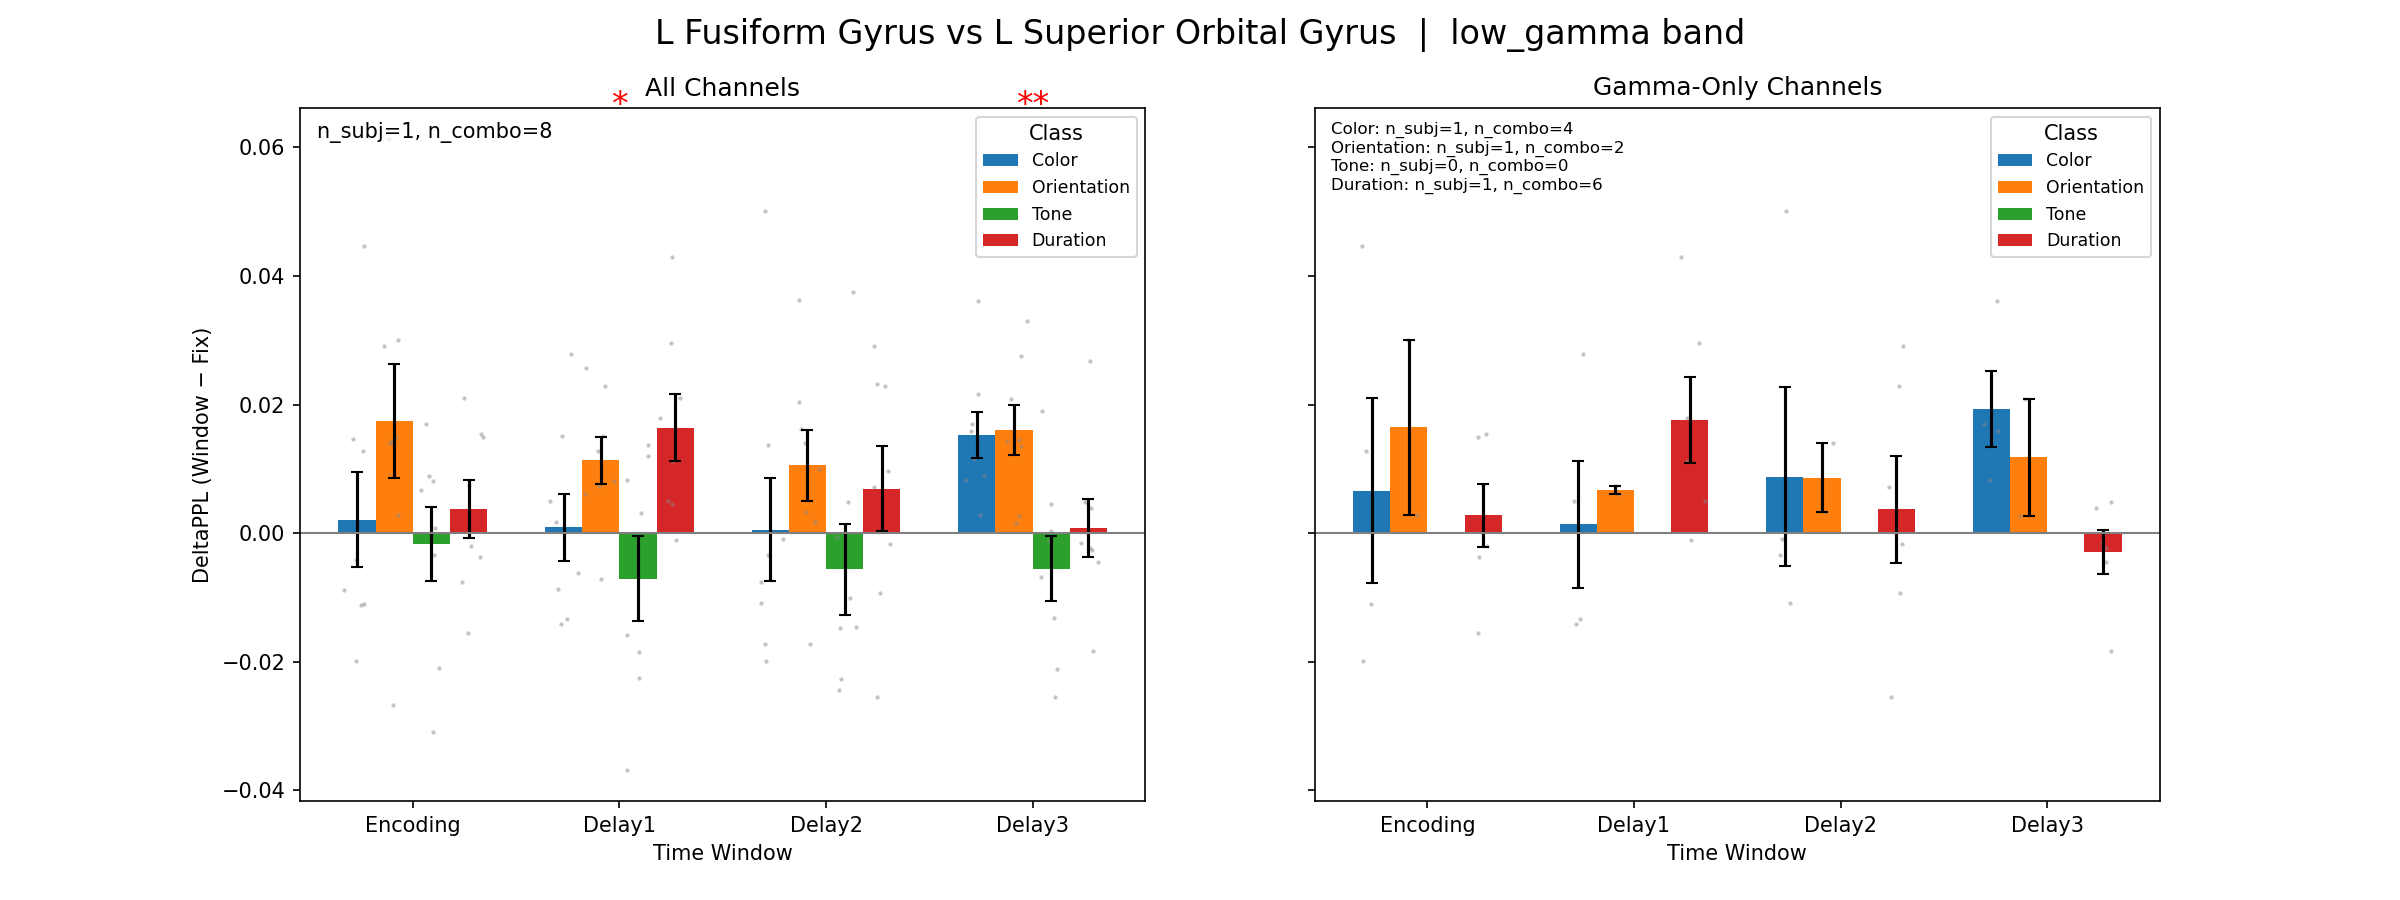 L Fusiform Gyrus vs L Superior Orbital Gyrus | low_gamma band
All Channels
* **
n_subj=1, n_combo=8
Class
Color
Orientation
Tone
Duration
0.06
0.04
0.02
0.00
−0.02
−0.04
DeltaPPL (Window − Fix)
Encoding Delay1 Delay2 Delay3
Time Window
Gamma-Only Channels
Color: n_subj=1, n_combo=4
Orientation: n_subj=1, n_combo=2
Tone: n_subj=0, n_combo=0
Duration: n_subj=1, n_combo=6
Class
Color
Orientation
Tone
Duration
Encoding Delay1 Delay2 Delay3
Time Window